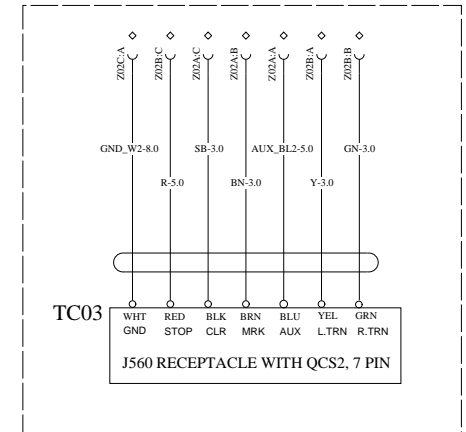 Z02C:A Z02B:C Z02A:C Z02A:B Z02A:A Z02B:A Z02B:B
GND_W2-8.0 SB-3.0 AUX_BL2-5.0 GN-3.0
R-5.0 BN-3.0 Y-3.0
TC03 WHT RED BLK BRN BLU YEL GRN
GND STOP CLR MRK AUX L.TRN R.TRN
J560 RECEPTACLE WITH QCS2, 7 PIN